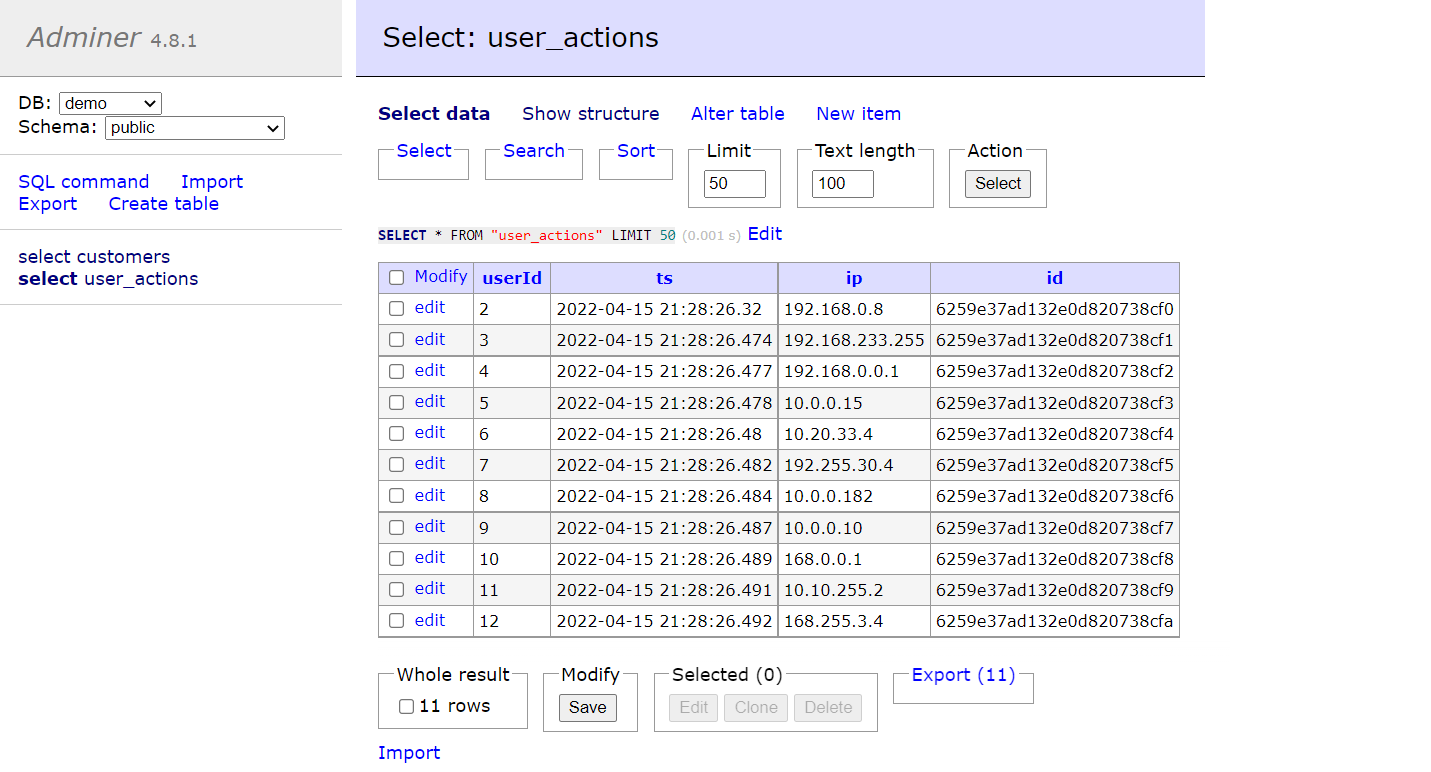 Adminer 4.8.1
DB: demo
Schema: public
SQL command Import
Export Create table
select customers
select user_actions
Select: user_actions
Select data Show structure Alter table New item
Select Search Sort Limit Text length Action
50 100 Select
SELECT * FROM "user_actions" LIMIT 50 (0.001 s) Edit
Modify userId ts ip id
edit 2 2022-04-15 21:28:26.32 192.168.0.8 6259e37ad132e0d820738cf0
edit 3 2022-04-15 21:28:26.474 192.168.233.255 6259e37ad132e0d820738cf1
edit 4 2022-04-15 21:28:26.477 192.168.0.0.1 6259e37ad132e0d820738cf2
edit 5 2022-04-15 21:28:26.478 10.0.0.15 6259e37ad132e0d820738cf3
edit 6 2022-04-15 21:28:26.48 10.20.33.4 6259e37ad132e0d820738cf4
edit 7 2022-04-15 21:28:26.482 192.255.30.4 6259e37ad132e0d820738cf5
edit 8 2022-04-15 21:28:26.484 10.0.0.182 6259e37ad132e0d820738cf6
edit 9 2022-04-15 21:28:26.487 10.0.0.10 6259e37ad132e0d820738cf7
edit 10 2022-04-15 21:28:26.489 168.0.0.1 6259e37ad132e0d820738cf8
edit 11 2022-04-15 21:28:26.491 10.10.255.2 6259e37ad132e0d820738cf9
edit 12 2022-04-15 21:28:26.492 168.255.3.4 6259e37ad132e0d820738cfa
Whole result Modify Selected (0) Export (11)
11 rows Save Edit Clone Delete
Import